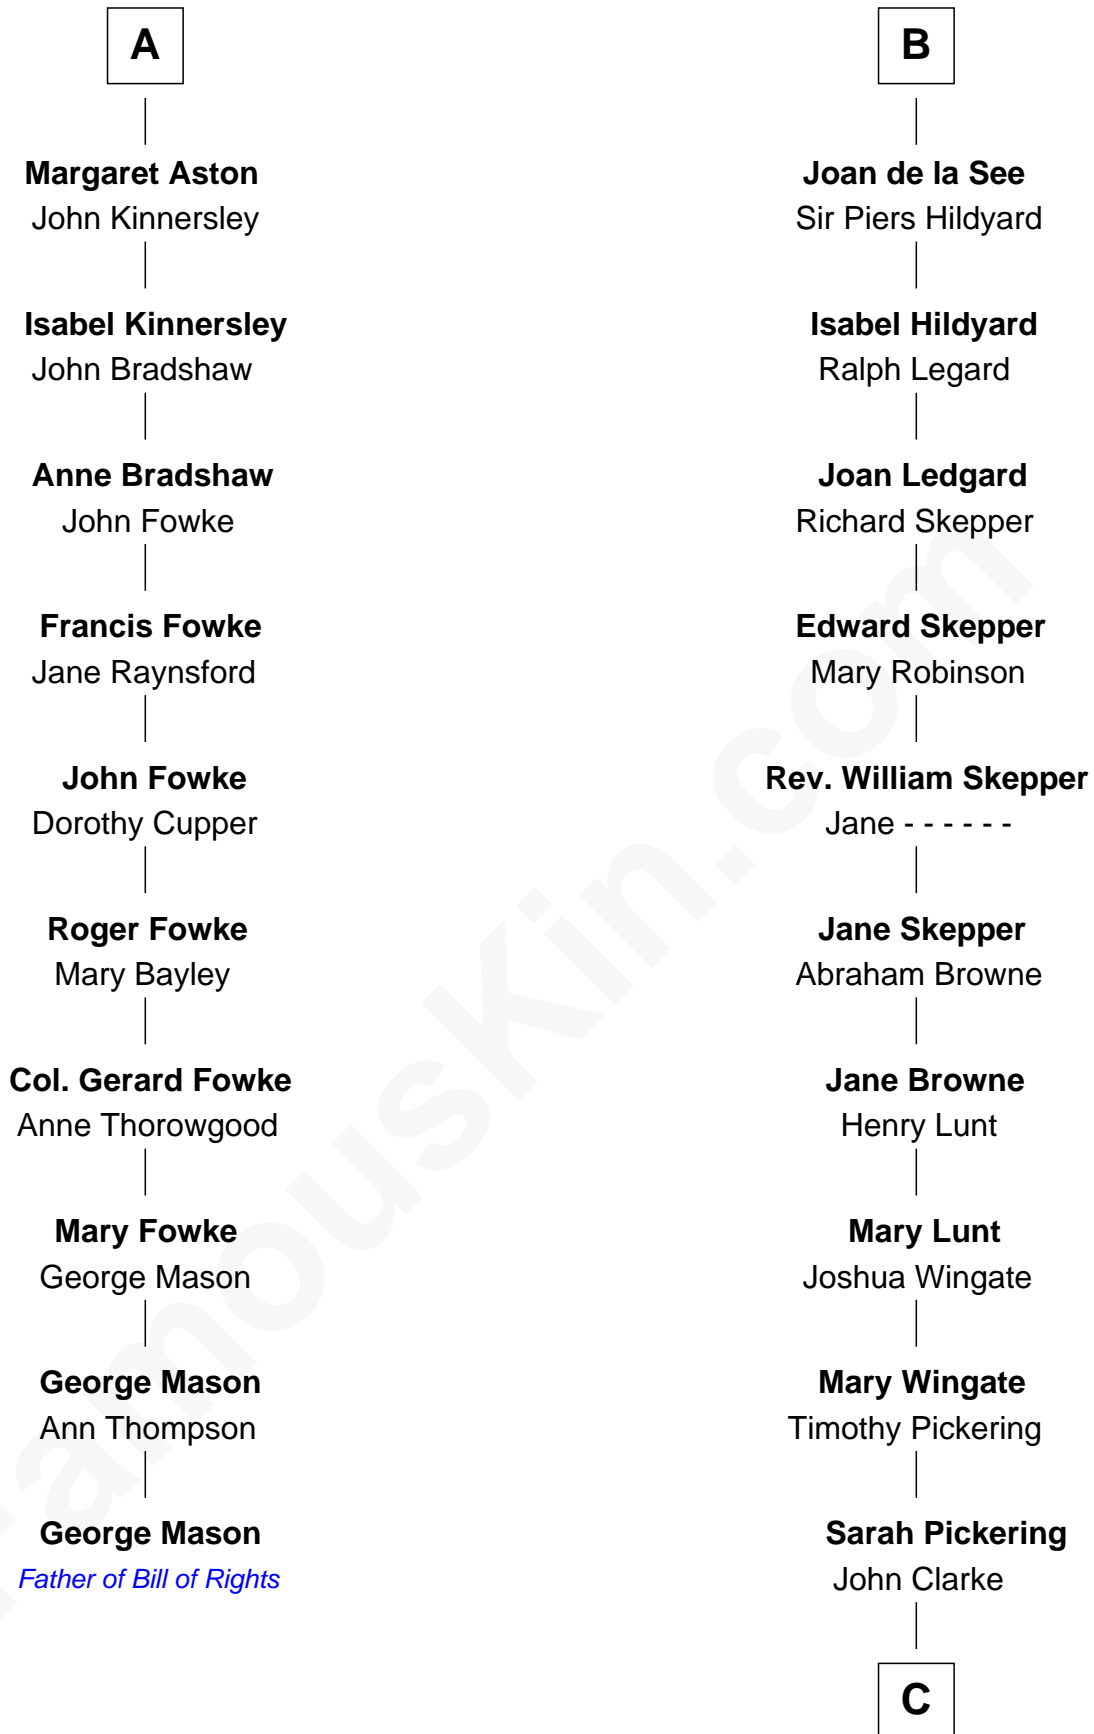 A
Margaret Aston
John Kinnersley
Isabel Kinnersley
John Bradshaw
Anne Bradshaw
John Fowke
Francis Fowke
Jane Raynsford
John Fowke
Dorothy Cupper
Roger Fowke
Mary Bayley
Col. Gerard Fowke
Anne Thorowgood
Mary Fowke
George Mason
George Mason
Ann Thompson
George Mason
Father of Bill of Rights
B
Joan de la See
Sir Piers Hildyard
Isabel Hildyard
Ralph Legard
Joan Ledgard
Richard Skepper
Edward Skepper
Mary Robinson
Rev. William Skepper
Jane - - - - - -
Jane Skepper
Abraham Browne
Jane Browne
Henry Lunt
Mary Lunt
Joshua Wingate
Mary Wingate
Timothy Pickering
Sarah Pickering
John Clarke
C
FamousKin.com